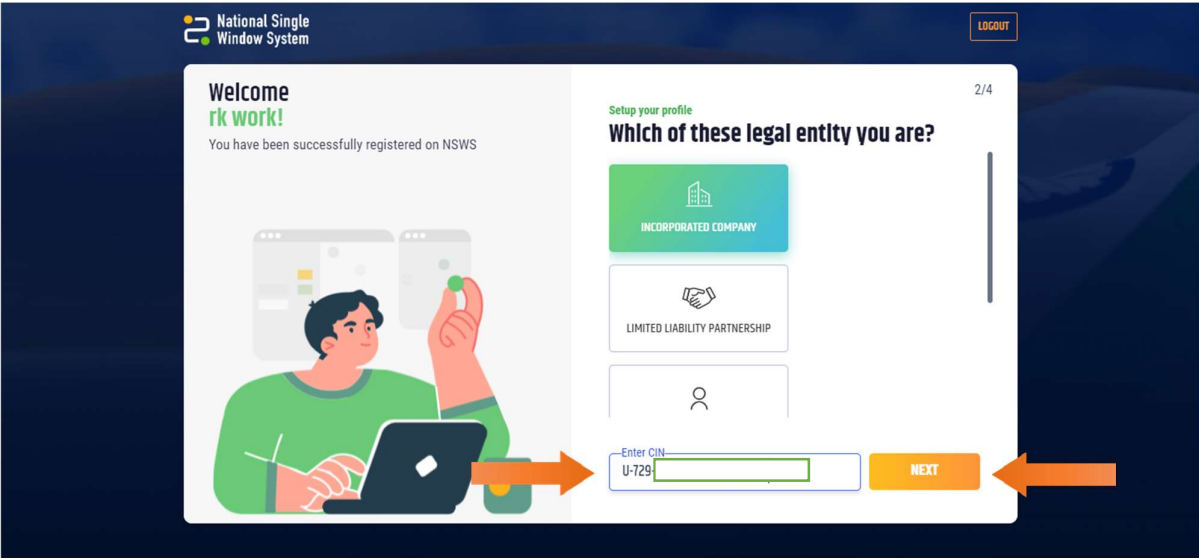 National Single
Window System
LOGOUT
Welcome
rk work!
You have been successfully registered on NSWS
2/4
Setup your profile
Which of these legal entity you are?
INCORPORATED COMPANY
LIMITED LIABILITY PARTNERSHIP
Enter CIN
U-729-
NEXT